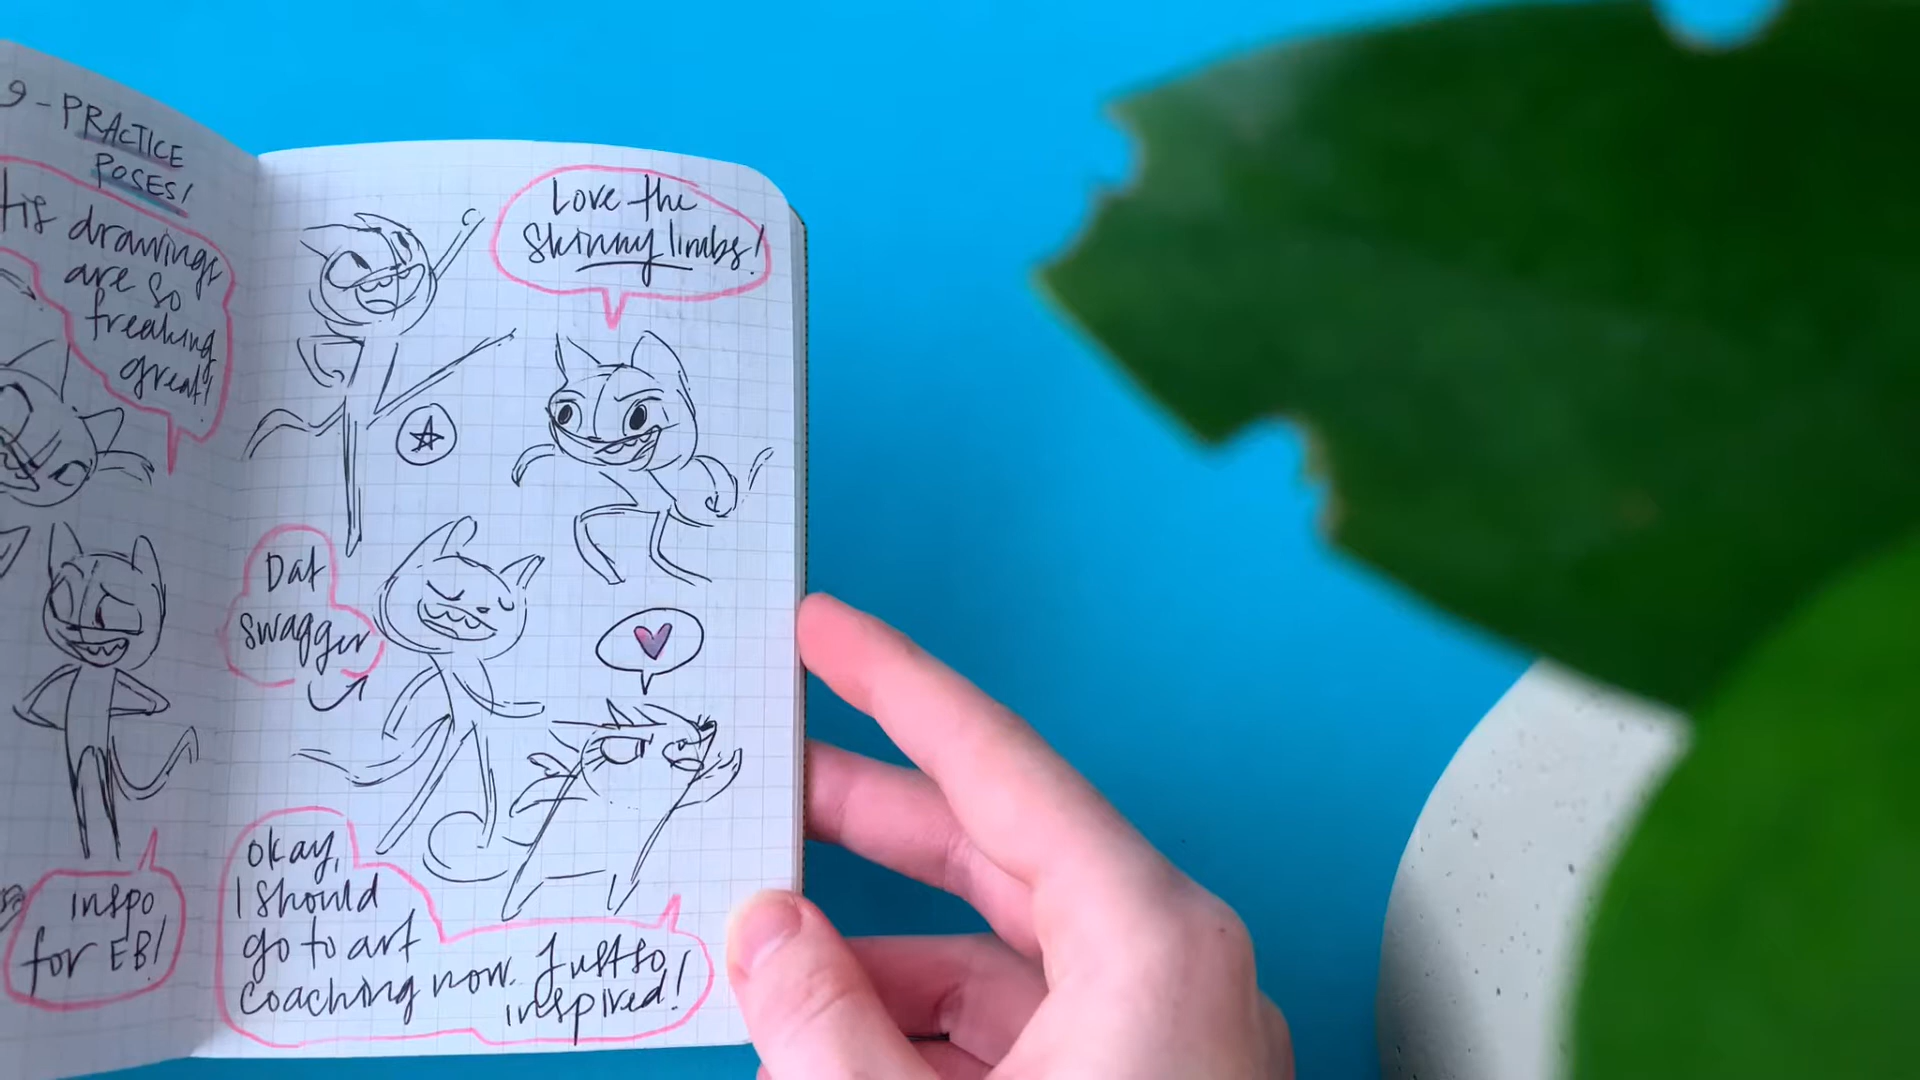 9 - PRACTICE
POSES!
drawings
are so
freaking
great!
inspo
for EB!
Love the
skinny limbs!
Dat
swagger
okay,
I should
go to art
coaching now. Just so
inspired!